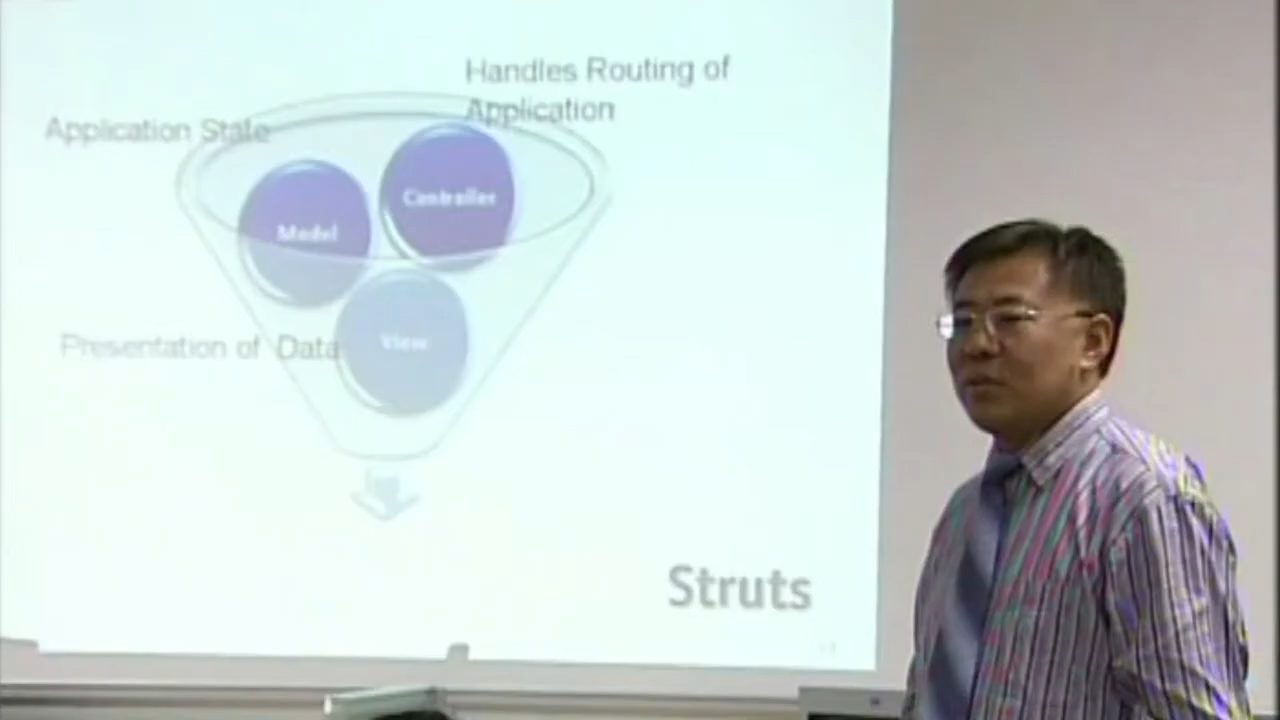 Handles Routing of
Application
Application State
Controller
Model
Presentation of Data
View
Struts